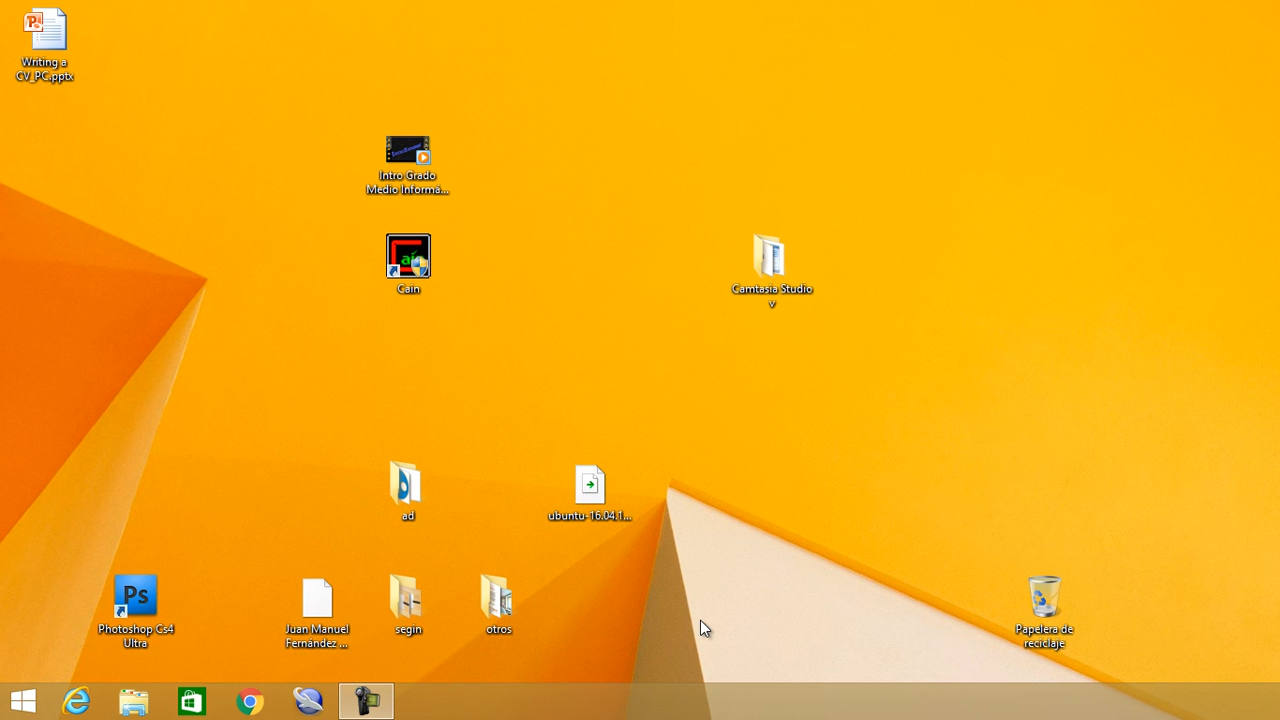 Writing a
CV_PC.pptx
Intro Grado
Medio Informa...
Cain
Camtasia Studio
v
ad
ubuntu-16.04.1...
Ps
Photoshop Cs4
Ultra
Juan Manuel
Fernandez ...
segin
otros
Papelera de
reciclaje